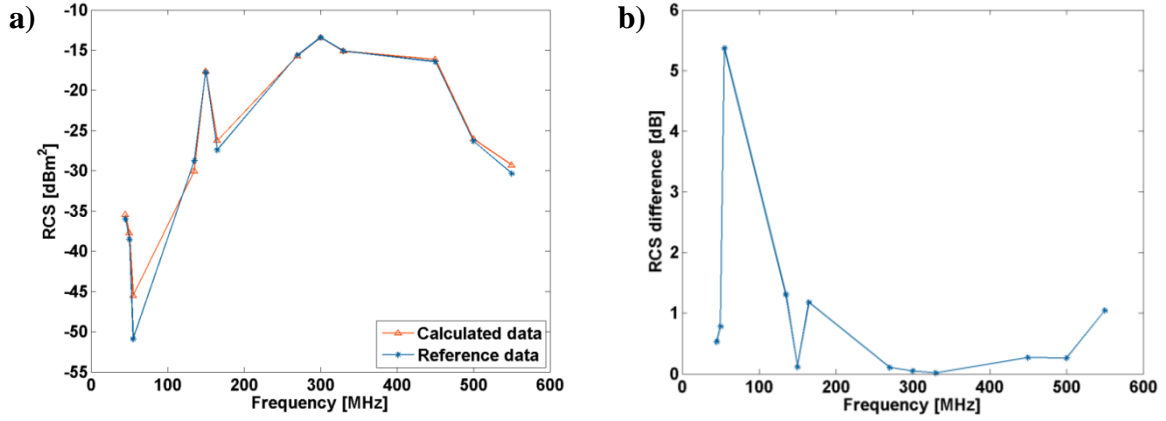 a)
-10
-15
-20
-25
-30
-35
-40
-45
-50
-55
RCS [dBm²]
0 100 200 300 400 500 600
Frequency [MHz]
Calculated data
Reference data
b)
6
5
4
3
2
1
0
RCS difference [dB]
0 100 200 300 400 500 600
Frequency [MHz]